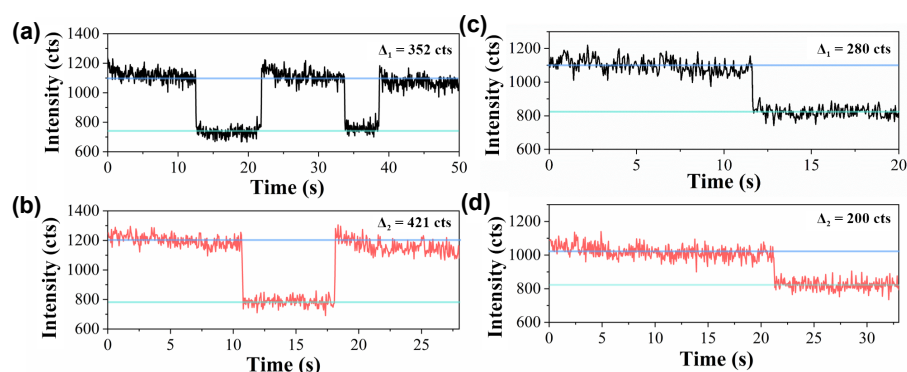 (a)
Δ₁ = 352 cts
Intensity (cts)
1400
1200
1000
800
600
0 10 20 30 40 50
Time (s)
(b)
Δ₂ = 421 cts
Intensity (cts)
1400
1200
1000
800
600
0 5 10 15 20 25
Time (s)
(c)
Δ₁ = 280 cts
Intensity (cts)
1200
1000
800
600
400
0 5 10 15 20
Time (s)
(d)
Δ₂ = 200 cts
Intensity (cts)
1200
1000
800
600
400
0 5 10 15 20 25 30
Time (s)